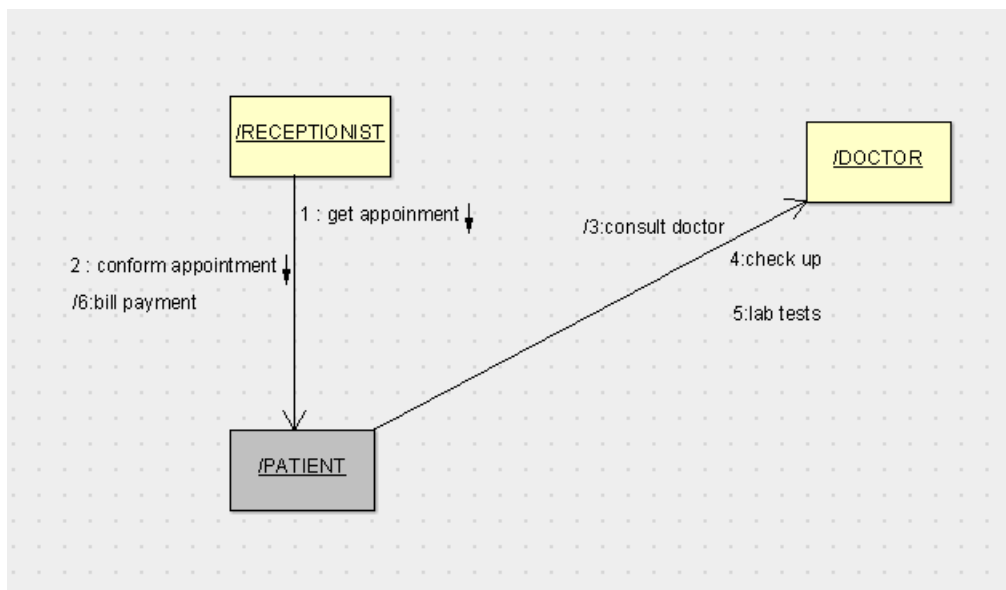 /RECEPTIONIST
/DOCTOR
1 : get appoinment
/3:consult doctor
2 : conform appointment
4:check up
/6:bill payment
5:lab tests
/PATIENT